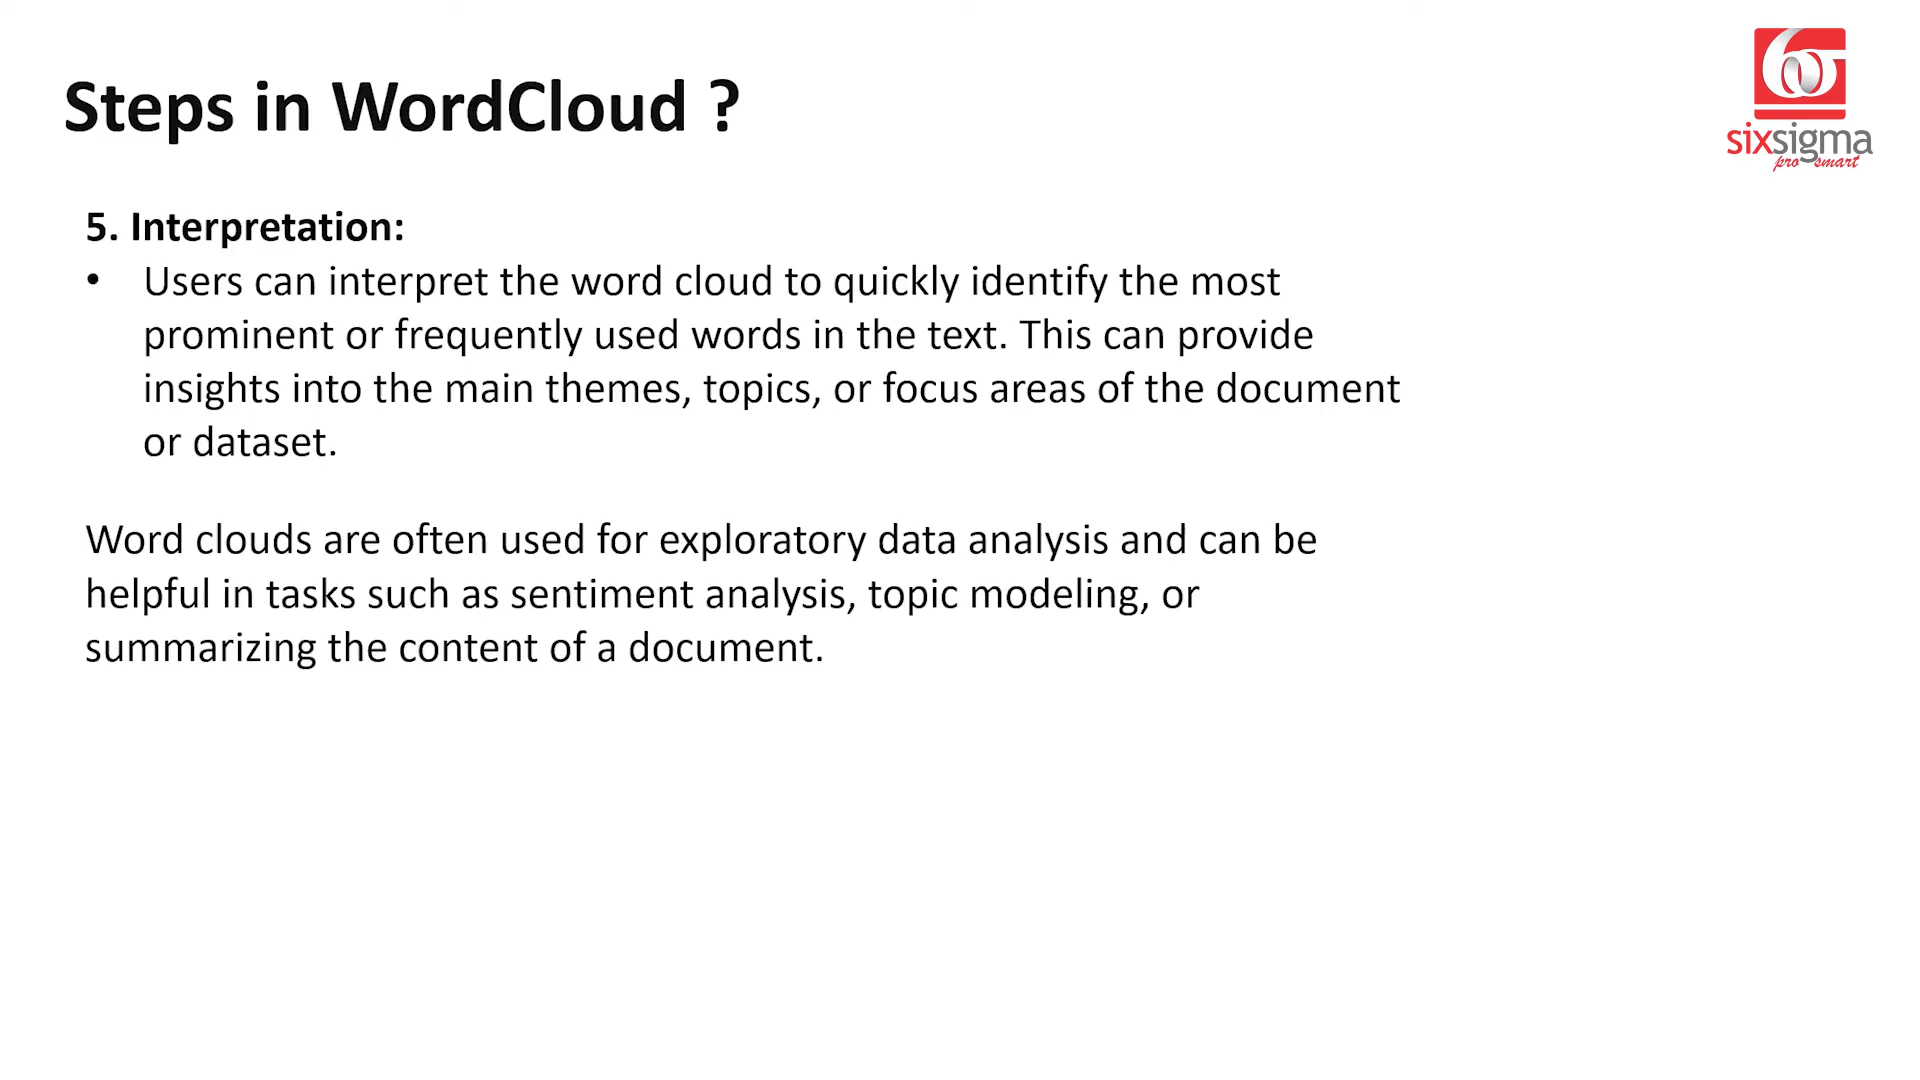 Steps in WordCloud ?
sixsigma
pro smart
5. Interpretation:
• Users can interpret the word cloud to quickly identify the most
prominent or frequently used words in the text. This can provide
insights into the main themes, topics, or focus areas of the document
or dataset.
Word clouds are often used for exploratory data analysis and can be
helpful in tasks such as sentiment analysis, topic modeling, or
summarizing the content of a document.